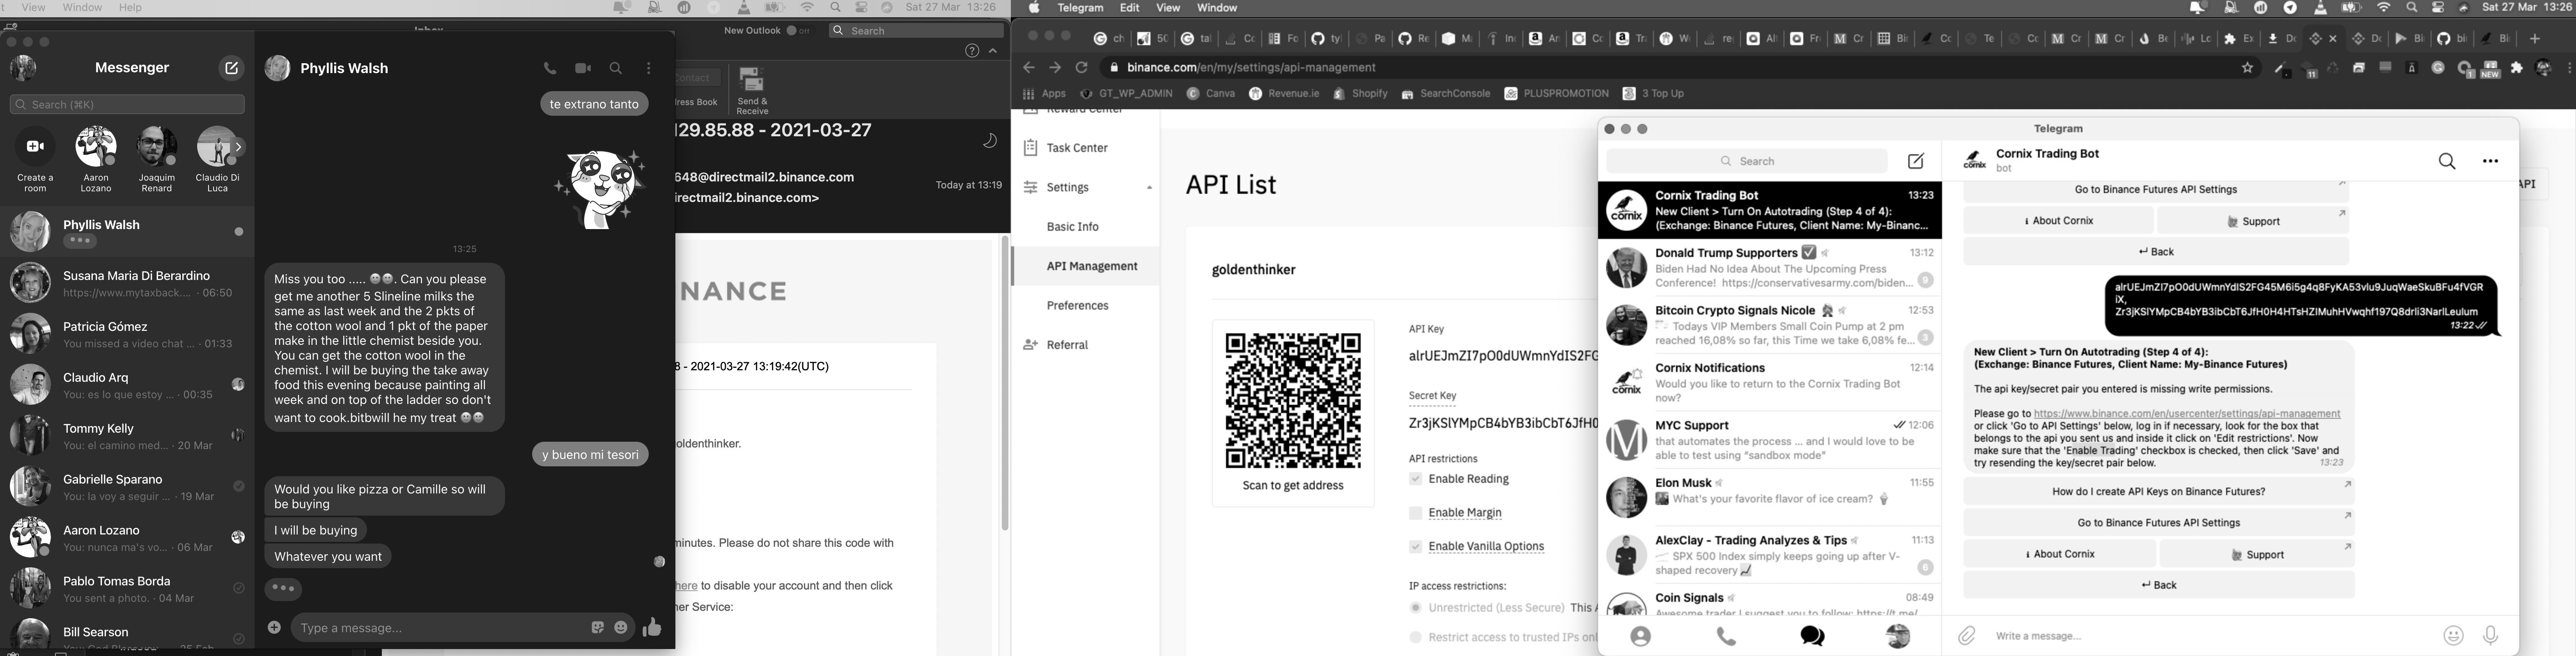 View Window Help
Sat 27 Mar 13:26
Inbox
New Outlook
Search
Messenger
Search (⌘K)
Create a room
Aaron Lozano
Joaquim Renard
Claudio Di Luca
Phyllis Walsh
Susana Maria Di Berardino
https://www.mytaxback.... · 06:50
Patricia Gómez
You missed a video chat ... · 01:33
Claudio Arq
You: es lo que estoy ... · 00:35
Tommy Kelly
You: el camino med... · 20 Mar
Gabrielle Sparano
You: la voy a seguir ... · 19 Mar
Aaron Lozano
You: nunca ma's vo... · 06 Mar
Pablo Tomas Borda
You sent a photo. · 04 Mar
Bill Searson
Phyllis Walsh
te extrano tanto
13:25
Miss you too ..... 😁😁. Can you please
get me another 5 Slineline milks the
same as last week and the 2 pkts of
the cotton wool and 1 pkt of the paper
make in the little chemist beside you.
You can get the cotton wool in the
chemist. I will be buying the take away
food this evening because painting all
week and on top of the ladder so don't
want to cook.bitbwill he my treat 😁😁
y bueno mi tesori
Would you like pizza or Camille so will
be buying
I will be buying
Whatever you want
Type a message...
Contact
ress Book
Send &
Receive
129.85.88 - 2021-03-27
648@directmail2.binance.com
irectmail2.binance.com>
Today at 13:19
NANCE
8 - 2021-03-27 13:19:42(UTC)
oldenthinker.
minutes. Please do not share this code with
here to disable your account and then click
er Service:
Telegram Edit View Window
Sat 27 Mar 13:26
binance.com/en/my/settings/api-management
NEW
Apps GT_WP_ADMIN Canva Revenue.ie Shopify SearchConsole PLUSPROMOTION 3 Top Up
Reward Center
Task Center
Settings
Basic Info
API Management
Preferences
Referral
API List
API
goldenthinker
Scan to get address
API Key
alrUEJmZI7pO0dUWmnYdIS2FG
Secret Key
Zr3jKSlYMpCB4bYB3ibCbT6JfH0
API restrictions
Enable Reading
Enable Margin
Enable Vanilla Options
IP access restrictions:
Unrestricted (Less Secure) This A
Restrict access to trusted IPs onl
Telegram
Search
Cornix Trading Bot 13:23
New Client > Turn On Autotrading (Step 4 of 4):
(Exchange: Binance Futures, Client Name: My-Binanc...
Donald Trump Supporters 13:12
Biden Had No Idea About The Upcoming Press
Conference! https://conservativesarmy.com/biden... 9
Bitcoin Crypto Signals Nicole 12:53
Todays VIP Members Small Coin Pump at 2 pm
reached 16,08% so far, this Time we take 6,08% fe... 3
Cornix Notifications 12:14
Would you like to return to the Cornix Trading Bot
now?
MYC Support 12:06
that automates the process ... and I would love to be
able to test using "sandbox mode"
Elon Musk 11:55
What's your favorite flavor of ice cream? 🍦
AlexClay - Trading Analyzes & Tips 11:13
SPX 500 Index simply keeps going up after V-
shaped recovery 6
Coin Signals 08:49
Awesome trader I suggest you to follow: https://t.me/
Cornix Trading Bot
bot
Go to Binance Futures API Settings
About Cornix
Support
↵ Back
alrUEJmZI7pO0dUWmnYdIS2FG45M6i5g4q8FyKA53vlu9JuqWaeSkuBFu4fVGR
iX,
Zr3jKSlYMpCB4bYB3ibCbT6JfH0H4HTsHZIMuhHVwqhf197Q8drli3NarlLeulum
13:22
New Client > Turn On Autotrading (Step 4 of 4):
(Exchange: Binance Futures, Client Name: My-Binance Futures)
The api key/secret pair you entered is missing write permissions.
Please go to https://www.binance.com/en/usercenter/settings/api-management
or click 'Go to API Settings' below, log in if necessary, look for the box that
belongs to the api you sent us and inside it click on 'Edit restrictions'. Now
make sure that the 'Enable Trading' checkbox is checked, then click 'Save' and
try resending the key/secret pair below.
13:23
How do I create API Keys on Binance Futures?
Go to Binance Futures API Settings
About Cornix
Support
↵ Back
Write a message...